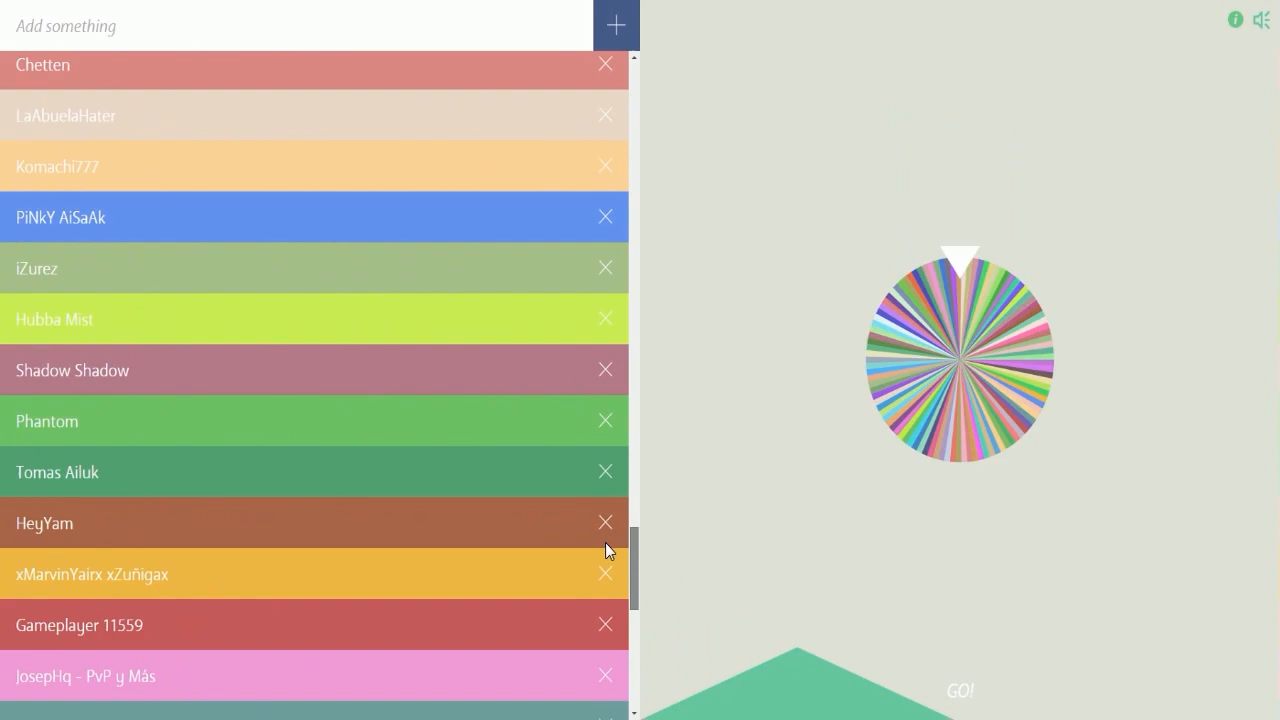 Add something
Chetten
LaAbuelaHater
Komachi777
PiNkY AiSaAk
iZurez
Hubba Mist
Shadow Shadow
Phantom
Tomas Ailuk
HeyYam
xMarvinYairx xZuñigax
Gameplayer 11559
JosepHq - PvP y Más
GO!